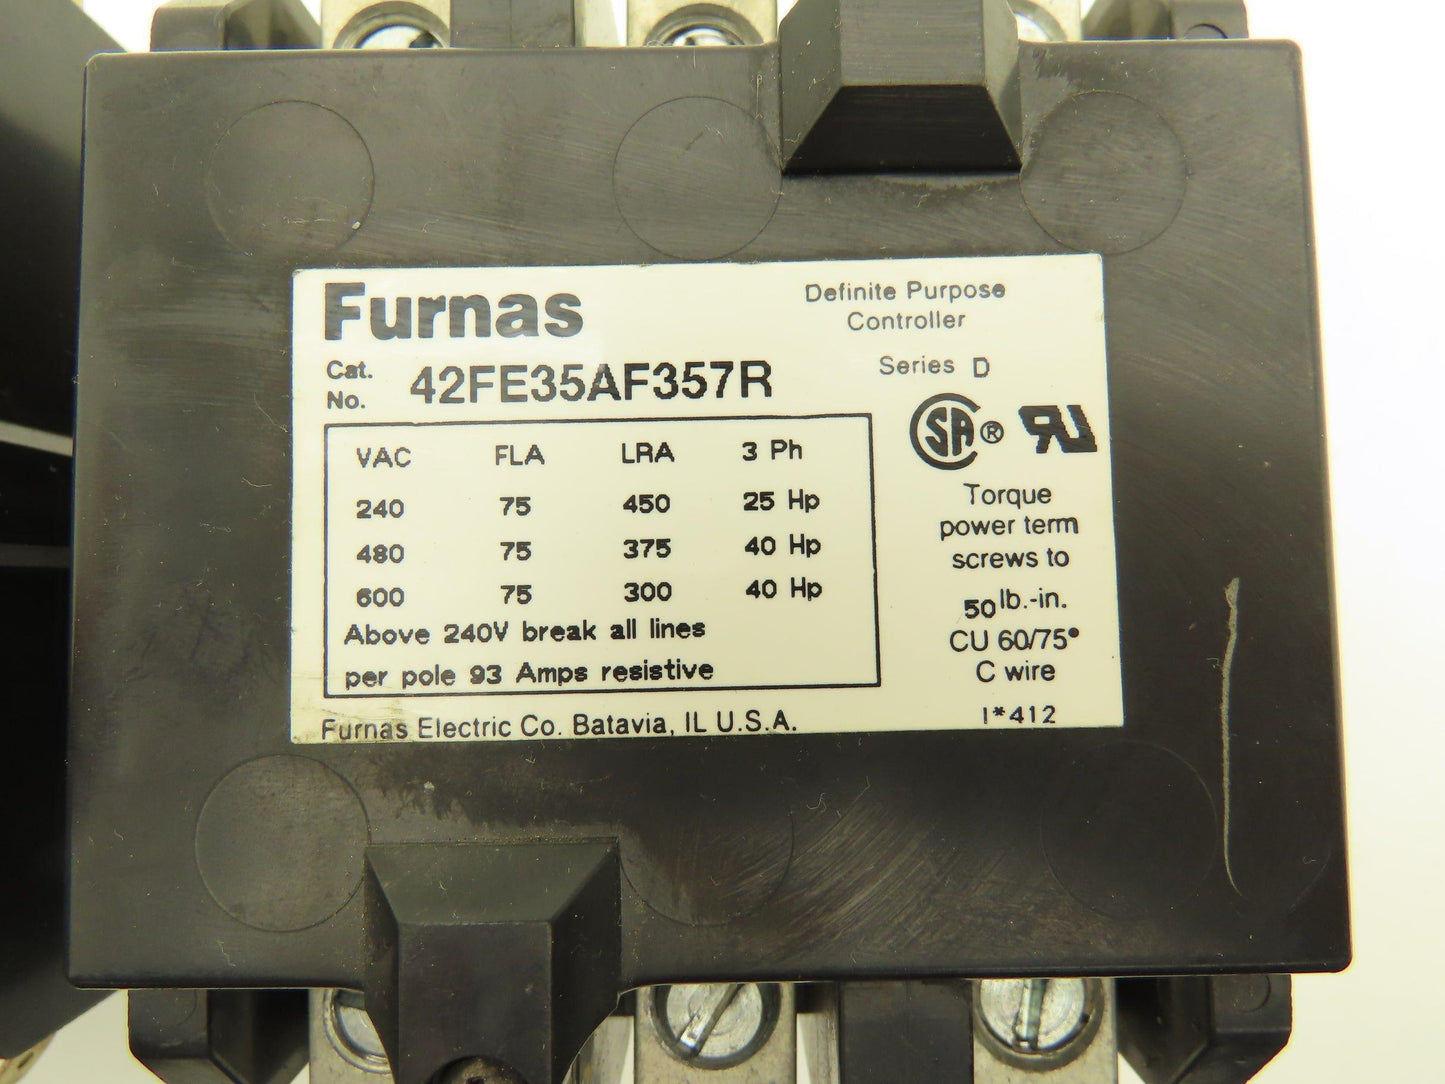 Furnas
Definite Purpose
Controller
Cat.
No. 42FE35AF357R
Series D
VAC FLA LRA 3 Ph
240 75 450 25 Hp
480 75 375 40 Hp
600 75 300 40 Hp
Above 240V break all lines
per pole 93 Amps resistive
SA ®
RU
Torque
power term
screws to
50 lb.-in.
CU 60/75°
C wire
I*412
Furnas Electric Co. Batavia, IL U.S.A.